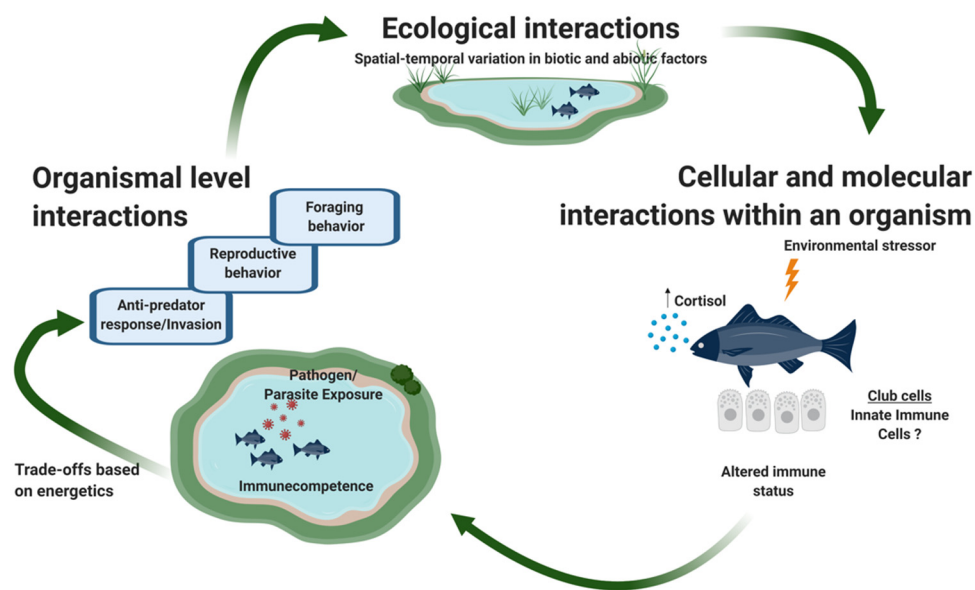 Ecological interactions
Spatial-temporal variation in biotic and abiotic factors
Organismal level
interactions
Foraging
behavior
Reproductive
behavior
Anti-predator
response/Invasion
Cellular and molecular
interactions within an organism
Environmental stressor
Cortisol
Club cells
Innate Immune
Cells ?
Altered immune
status
Pathogen/
Parasite Exposure
Immunecompetence
Trade-offs based
on energetics